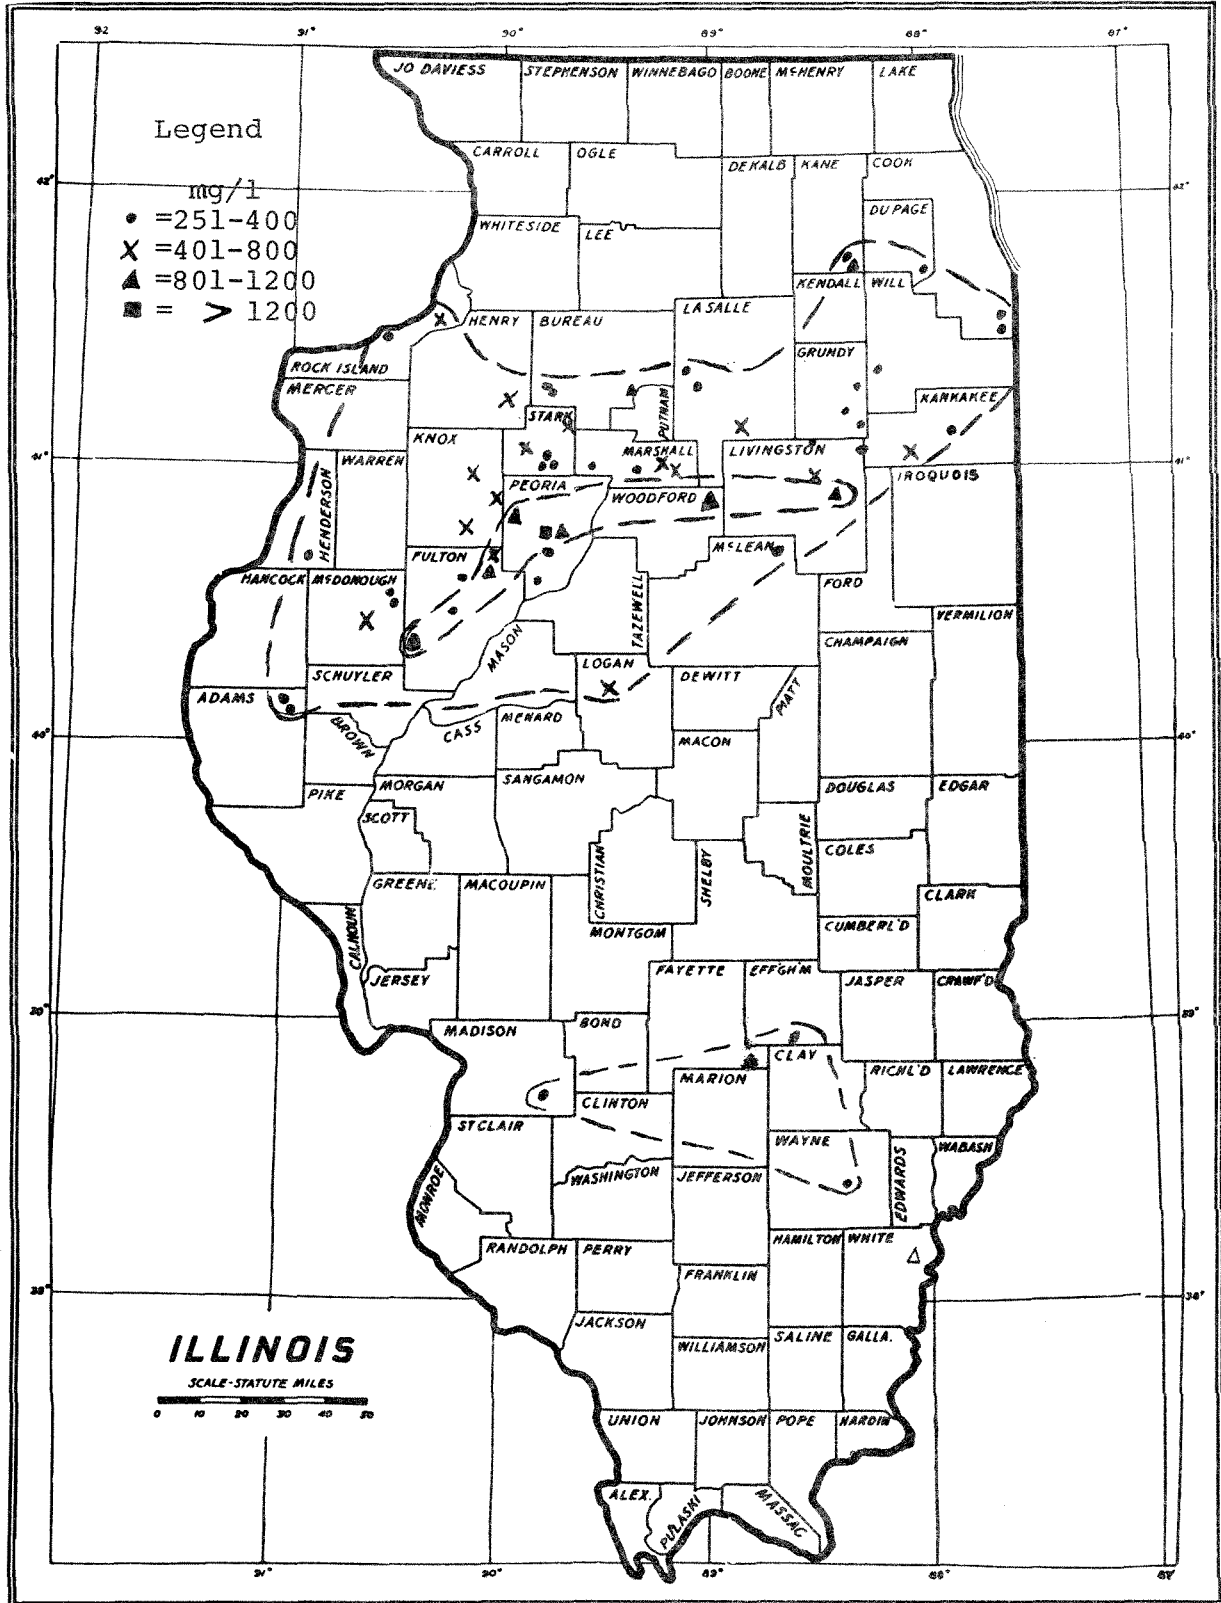 92 91 90 89 88 87
JO DAVIESS STEPHENSON WINNEBAGO BOONE McHENRY LAKE
Legend
CARROLL OGLE DEKALB KANE COOK
42° 42°
mg/l
• =251-400
X =401-800
▲ =801-1200
■ = > 1200
DU PAGE
WHITESIDE LEE
KENDALL WILL
LA SALLE
HENRY BUREAU
GRUNDY
ROCK ISLAND
MERCER
KANKAKEE
STARK PUTNAM
KNOX
MARSHALL LIVINGSTON
WARREN
41° 41°
IROQUOIS
PEORIA WOODFORD
HENDERSON
FULTON McLEAN
HANCOCK McDONOUGH
FORD
TAZEWELL
VERMILION
MASON
CHAMPAIGN
LOGAN
SCHUYLER DEWITT
ADAMS
PIATT
BROWN CASS MENARD
40° MACON 40°
SANGAMON
PIKE MORGAN DOUGLAS EDGAR
SCOTT
MOULTRIE
COLES
CHRISTIAN SHELBY
GREENE MACOUPIN
CLARK
CUMBERL'D
MONTGOM
CALHOUN
FAYETTE EFF'GH'M
JERSEY JASPER CRAWF'D
39°
MADISON BOND
CLAY
RICHL'D LAWRENCE
MARION
CLINTON
ST CLAIR
WAYNE
WABASH
WASHINGTON JEFFERSON
EDWARDS
MONROE
HAMILTON WHITE
RANDOLPH PERRY
FRANKLIN
38°
JACKSON
SALINE GALLA.
WILLIAMSON
ILLINOIS
SCALE-STATUTE MILES
0 10 20 30 40 50
UNION JOHNSON POPE HARDIN
ALEX. PULASKI MASSAC